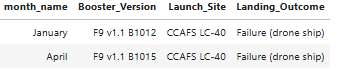 month_name Booster_Version Launch_Site Landing_Outcome
January F9 v1.1 B1012 CCAFS LC-40 Failure (drone ship)
April F9 v1.1 B1015 CCAFS LC-40 Failure (drone ship)